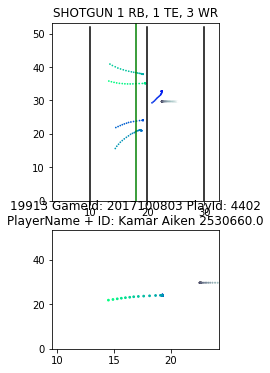 SHOTGUN 1 RB, 1 TE, 3 WR
50
40
30
20
10
0
10 20 30
19913 GameId: 2017100803 PlayId: 4402
PlayerName + ID: Kamar Aiken 2530660.0
40
20
0
10 15 20